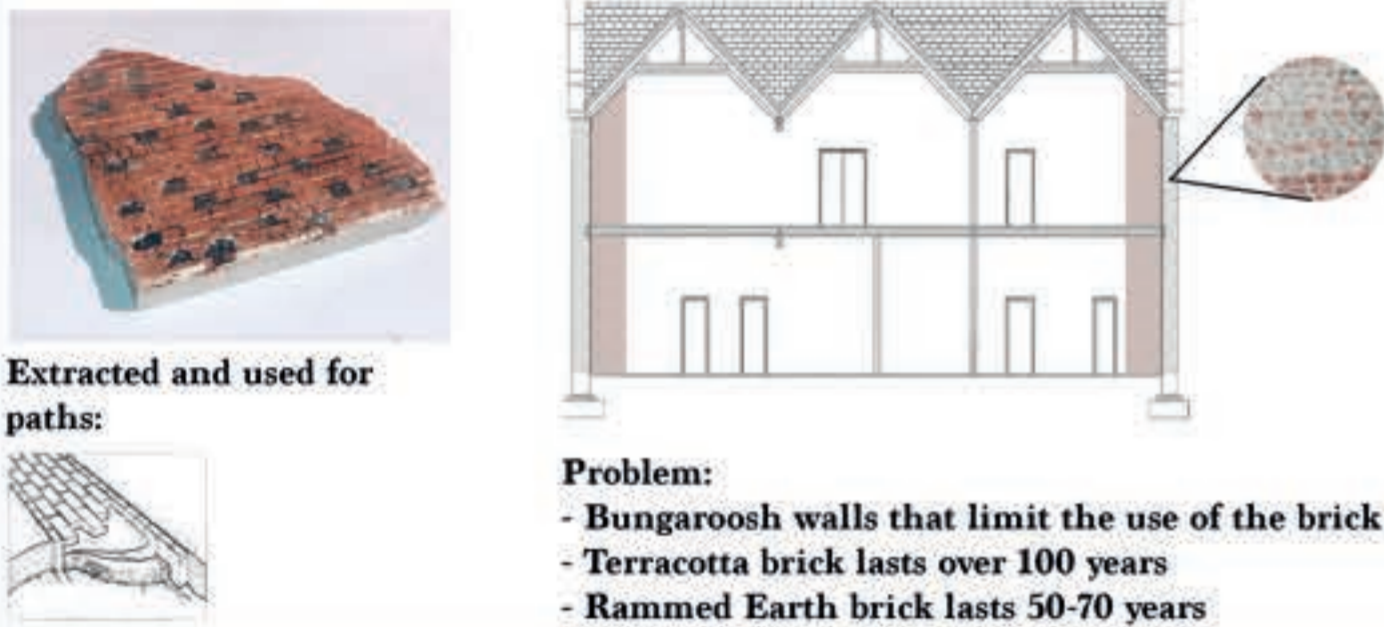 Extracted and used for
paths:
Problem:
- Bungaroosh walls that limit the use of the brick
- Terracotta brick lasts over 100 years
- Rammed Earth brick lasts 50-70 years